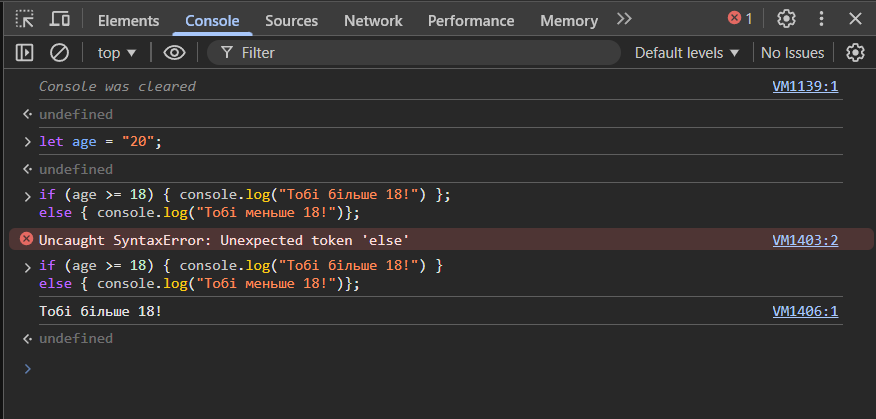 Elements Console Sources Network Performance Memory 1
top Filter Default levels No Issues
Console was cleared VM1139:1
undefined
let age = "20";
undefined
if (age >= 18) { console.log("Тобі більше 18!") };
else { console.log("Тобі меньше 18!")};
Uncaught SyntaxError: Unexpected token 'else' VM1403:2
if (age >= 18) { console.log("Тобі більше 18!") }
else { console.log("Тобі меньше 18!")};
Тобі більше 18! VM1406:1
undefined